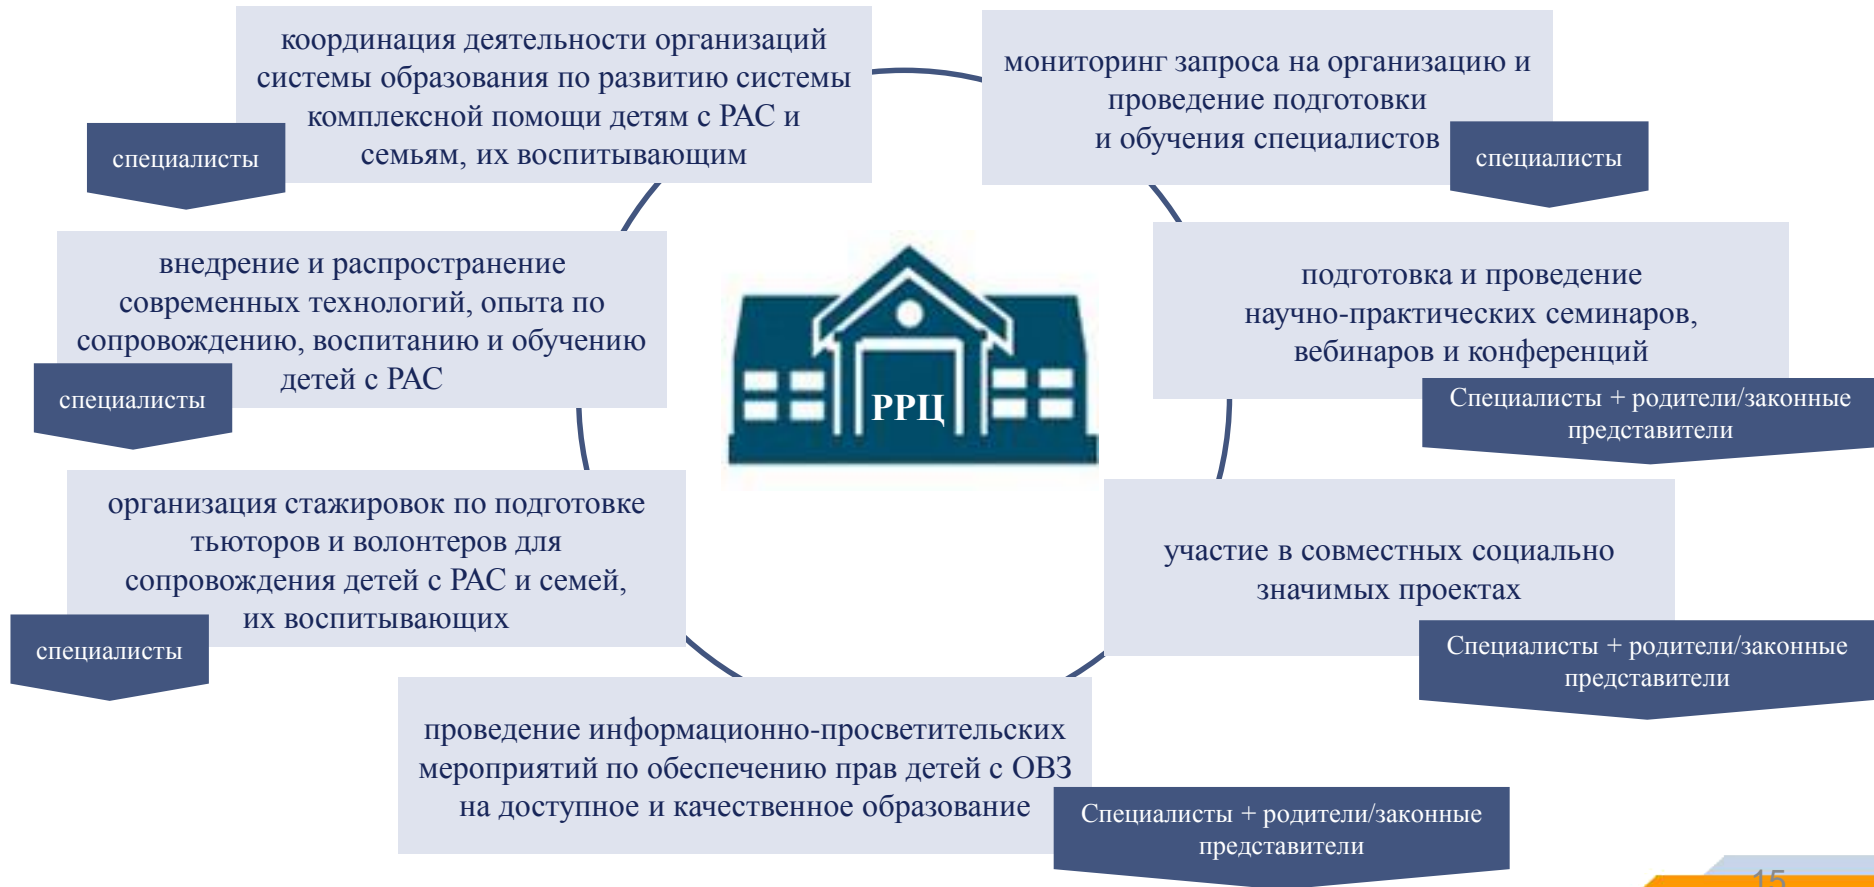 координация деятельности организаций
системы образования по развитию системы
комплексной помощи детям с РАС и
семьям, их воспитывающим
специалисты
мониторинг запроса на организацию и
проведение подготовки
и обучения специалистов
специалисты
внедрение и распространение
современных технологий, опыта по
сопровождению, воспитанию и обучению
детей с РАС
специалисты
РРЦ
подготовка и проведение
научно-практических семинаров,
вебинаров и конференций
Специалисты + родители/законные
представители
организация стажировок по подготовке
тьюторов и волонтеров для
сопровождения детей с РАС и семей,
их воспитывающих
специалисты
участие в совместных социально
значимых проектах
Специалисты + родители/законные
представители
проведение информационно-просветительских
мероприятий по обеспечению прав детей с ОВЗ
на доступное и качественное образование
Специалисты + родители/законные
представители
15